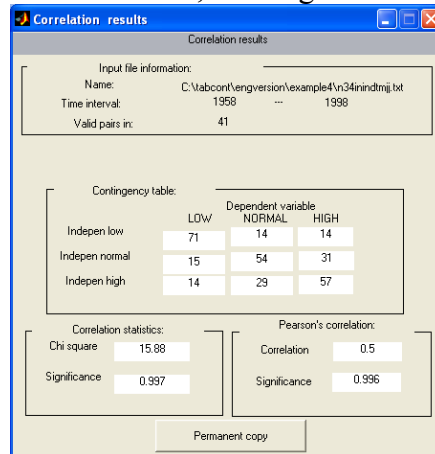 Correlation results
Correlation results
Input file information:
Name: C:\tabcont\engversion\example4\n34inindtmjj.txt
Time interval: 1958 --- 1998
Valid pairs in: 41
Contingency table:
Dependent variable
LOW NORMAL HIGH
Indepen low 71 14 14
Indepen normal 15 54 31
Indepen high 14 29 57
Correlation statistics:
Chi square 15.88
Significance 0.997
Pearson's correlation:
Correlation 0.5
Significance 0.996
Permanent copy